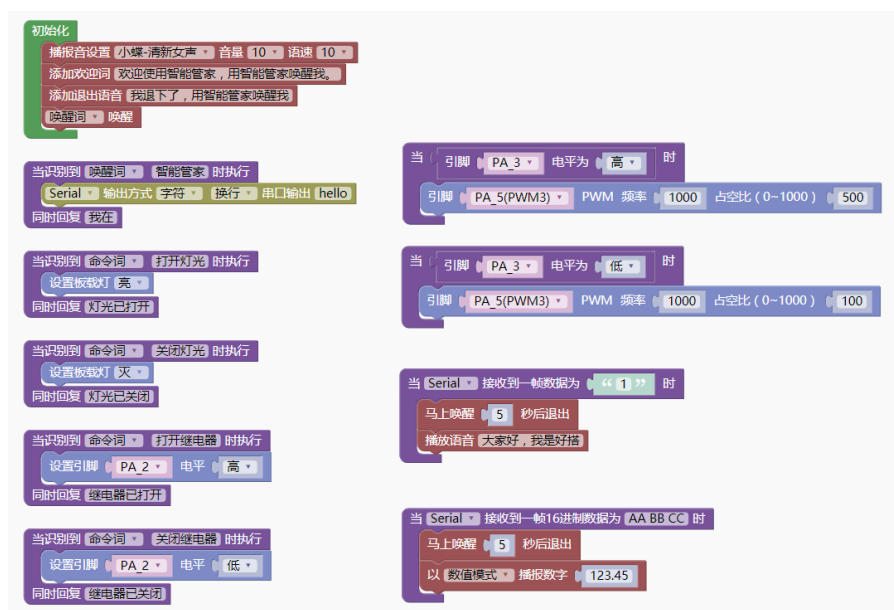 初始化
播报音设置 小蝶-清新女声 音量 10 语速 10
添加欢迎词 欢迎使用智能管家，用智能管家唤醒我。
添加退出语音 我退下了，用智能管家唤醒我
唤醒词 唤醒
当识别到 唤醒词 智能管家 时执行
Serial 输出方式 字符 换行 串口输出 hello
同时回复 我在
当识别到 命令词 打开灯光 时执行
设置板载灯 亮
同时回复 灯光已打开
当识别到 命令词 关闭灯光 时执行
设置板载灯 灭
同时回复 灯光已关闭
当识别到 命令词 打开继电器 时执行
设置引脚 PA_2 电平 高
同时回复 继电器已打开
当识别到 命令词 关闭继电器 时执行
设置引脚 PA_2 电平 低
同时回复 继电器已关闭
当 引脚 PA_3 电平为 高 时
引脚 PA_5(PWM3) PWM 频率 1000 占空比（0~1000） 500
当 引脚 PA_3 电平为 低 时
引脚 PA_5(PWM3) PWM 频率 1000 占空比（0~1000） 100
当 Serial 接收到一帧数据为 “ 1 ” 时
马上唤醒 5 秒后退出
播放语音 大家好，我是好搭
当 Serial 接收到一帧16进制数据为 AA BB CC 时
马上唤醒 5 秒后退出
以 数值模式 播报数字 123.45